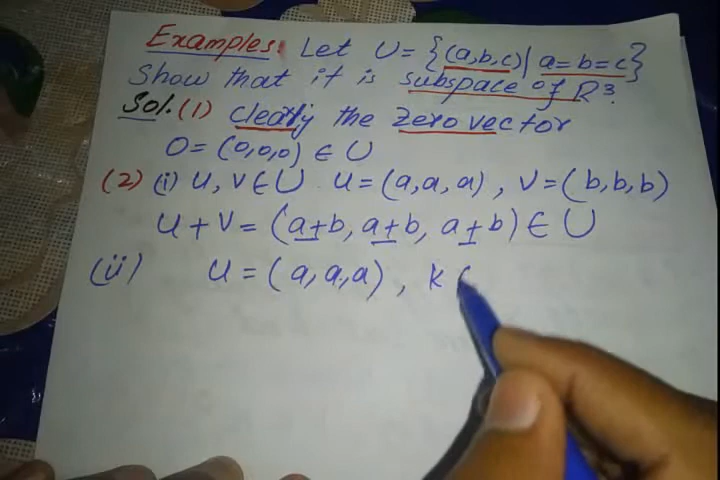 Examples: Let U = {(a,b,c) | a=b=c}
Show that it is subspace of R³.
Sol. (1) Clearly the zero vector
O = (0,0,0) ∈ U
(2) (i) u, v ∈ U u = (a,a,a), v = (b,b,b)
u + v = (a+b, a+b, a+b) ∈ U
(ii) u = (a,a,a), k